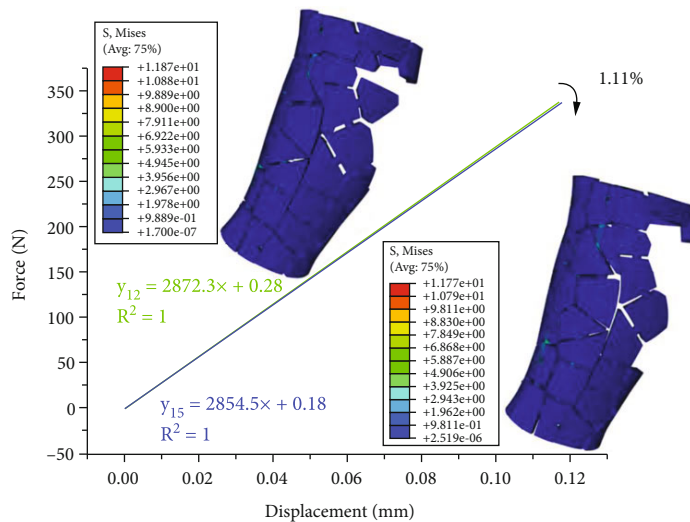 S, Mises
(Avg: 75%)
+1.187e+01
+1.088e+01
+9.889e+00
+8.900e+00
+7.911e+00
+6.922e+00
+5.933e+00
+4.945e+00
+3.956e+00
+2.967e+00
+1.978e+00
+9.889e-01
+1.700e-07
1.11%
350
300
250
200
150
100
50
0
−50
Force (N)
y12 = 2872.3× + 0.28
R² = 1
S, Mises
(Avg: 75%)
+1.177e+01
+1.079e+01
+9.811e+00
+8.830e+00
+7.849e+00
+6.868e+00
+5.887e+00
+4.906e+00
+3.925e+00
+2.943e+00
+1.962e+00
+9.811e-01
+2.519e-06
y15 = 2854.5× + 0.18
R² = 1
0.00 0.02 0.04 0.06 0.08 0.10 0.12
Displacement (mm)